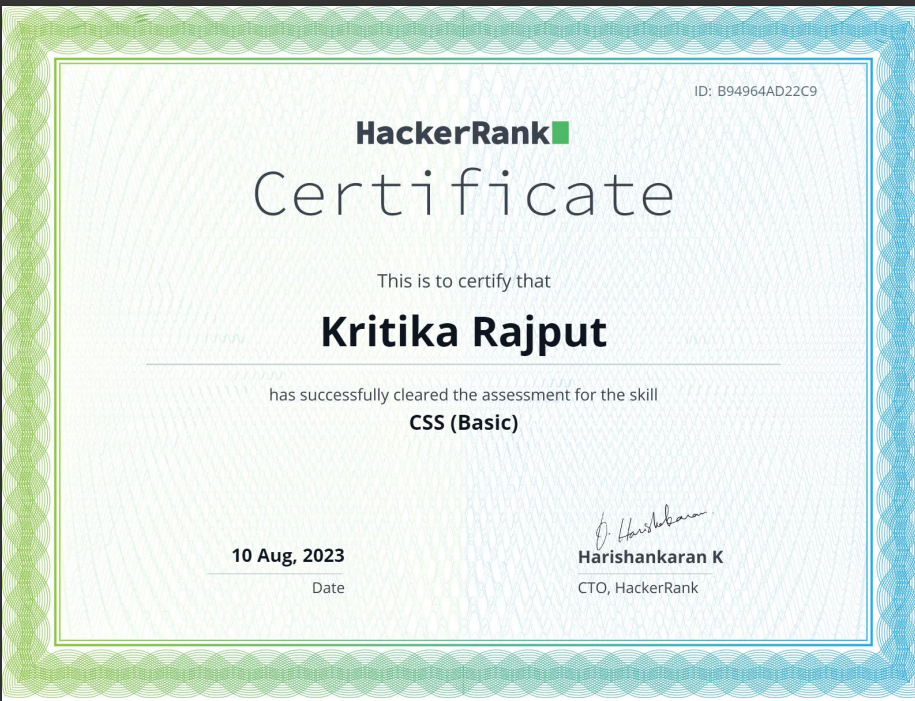 ID: B94964AD22C9
HackerRank
Certificate
This is to certify that
Kritika Rajput
has successfully cleared the assessment for the skill
CSS (Basic)
10 Aug, 2023
Date
Harishankaran K
CTO, HackerRank